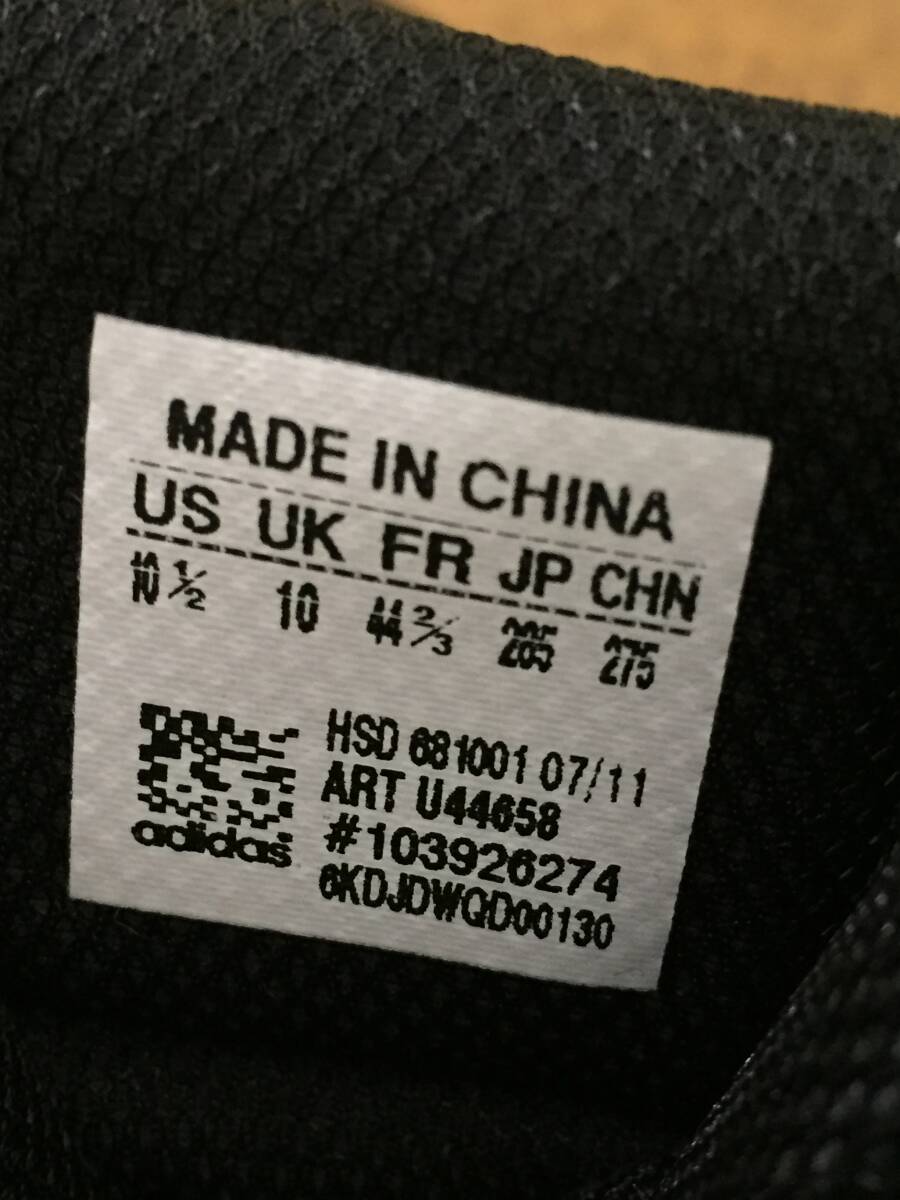 MADE IN CHINA
US UK FR JP CHN
10 1/2 10 44 2/3 285 275
HSD 681001 07/11
ART U44658
#103926274
adidas
6KDJDWQD00130